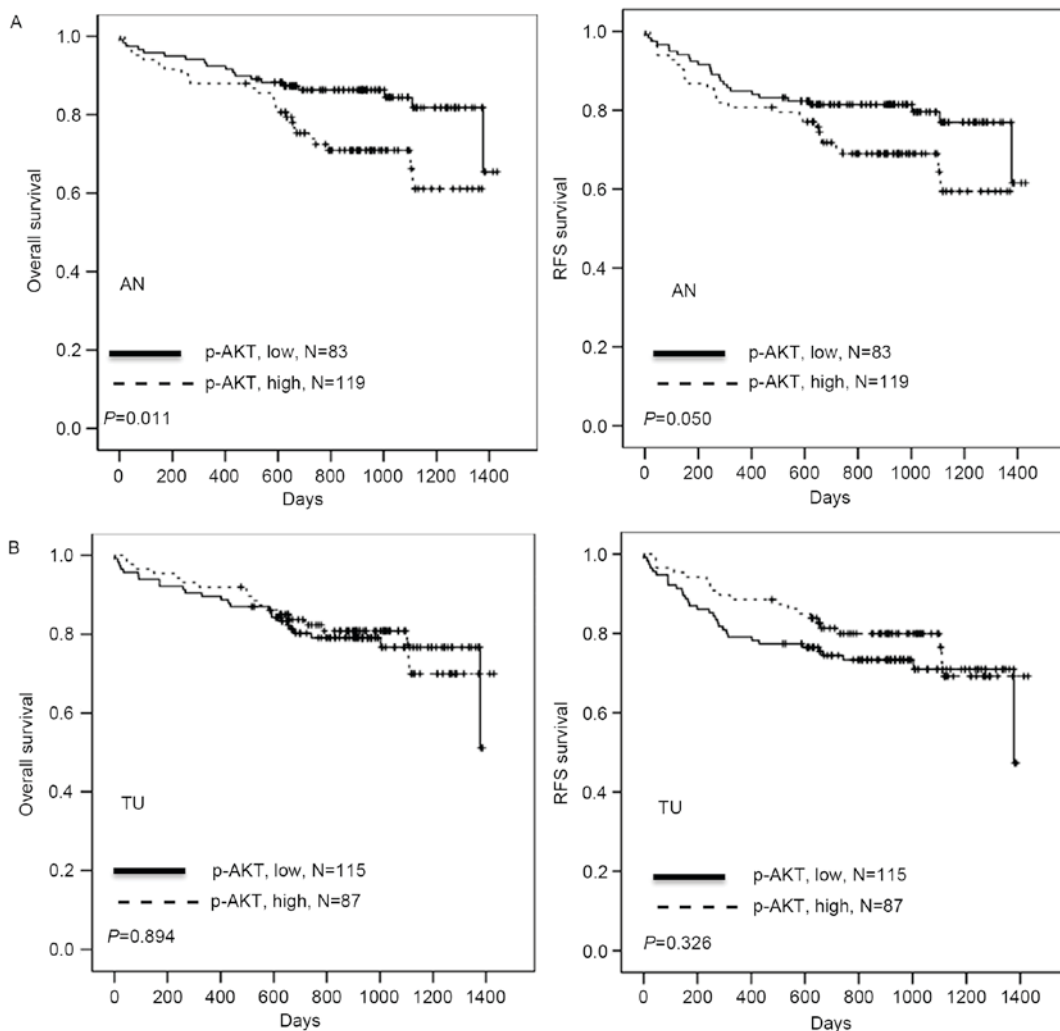 A
1.0
0.8
0.6
0.4
0.2
0.0
Overall survival
AN
p-AKT, low, N=83
p-AKT, high, N=119
P=0.011
0 200 400 600 800 1000 1200 1400
Days
1.0
0.8
0.6
0.4
0.2
0.0
RFS survival
AN
p-AKT, low, N=83
p-AKT, high, N=119
P=0.050
0 200 400 600 800 1000 1200 1400
Days
B
1.0
0.8
0.6
0.4
0.2
0.0
Overall survival
TU
p-AKT, low, N=115
p-AKT, high, N=87
P=0.894
0 200 400 600 800 1000 1200 1400
Days
1.0
0.8
0.6
0.4
0.2
0.0
RFS survival
TU
p-AKT, low, N=115
p-AKT, high, N=87
P=0.326
0 200 400 600 800 1000 1200 1400
Days